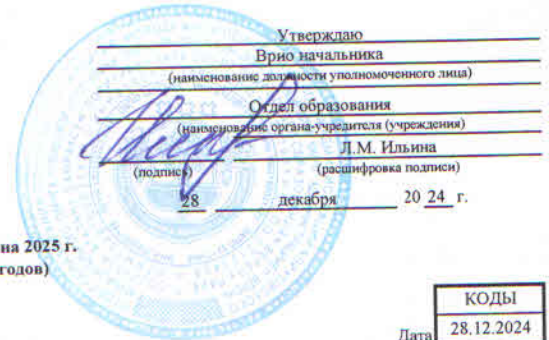 Утверждаю
Врио начальника
(наименование должности уполномоченного лица)
Отдел образования
(наименование органа-учредителя (учреждения)
Л.М. Ильина
(подпись) (расшифровка подписи)
28 декабря 20 24 г.
на 2025 г.
годов)
КОДЫ
Дата 28.12.2024